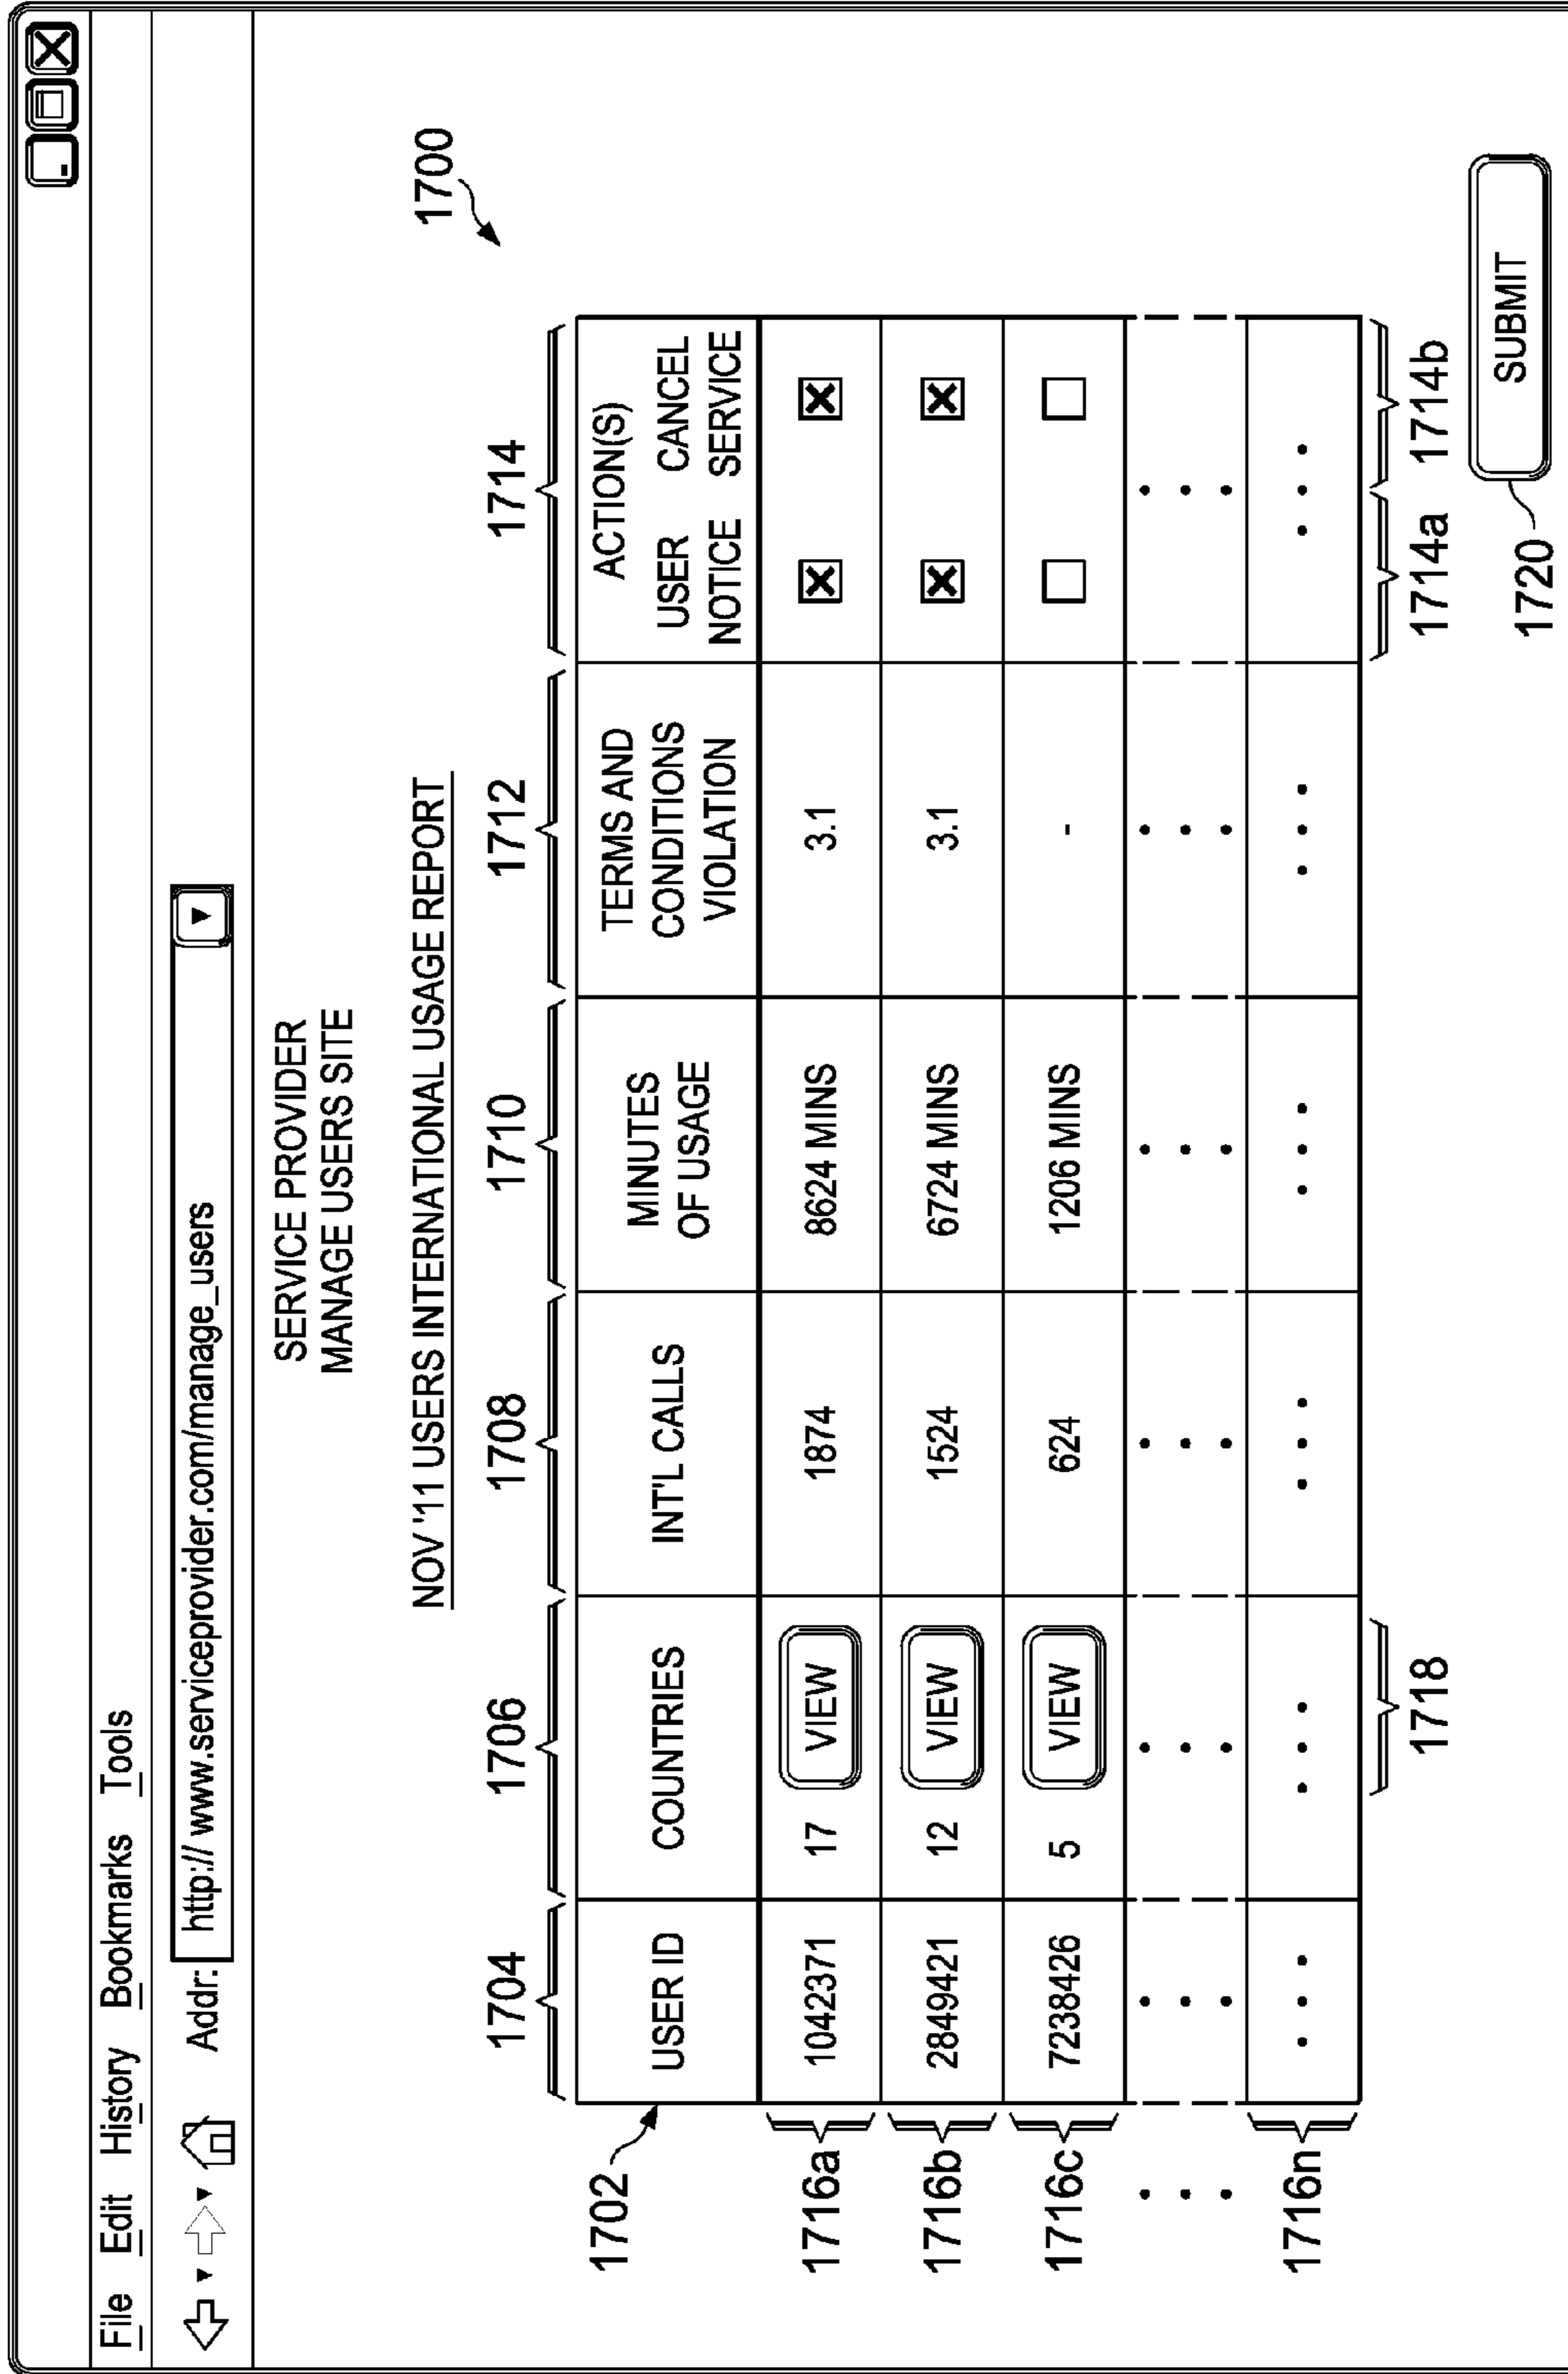 File Edit History Bookmarks Tools
Addr: http:// www.serviceprovider.com/manage_users
SERVICE PROVIDER
MANAGE USERS SITE
NOV '11 USERS INTERNATIONAL USAGE REPORT
1700
1702
1704 1706 1708 1710 1712 1714
USER ID COUNTRIES INT'L CALLS MINUTES OF USAGE TERMS AND CONDITIONS VIOLATION ACTION(S) USER NOTICE CANCEL SERVICE
1716a 1042371 17 VIEW 1874 8624 MINS 3.1
1716b 2849421 12 VIEW 1524 6724 MINS 3.1
1716c 7238426 5 VIEW 624 1206 MINS -
1716n
1718 1714a 1714b
1720 SUBMIT